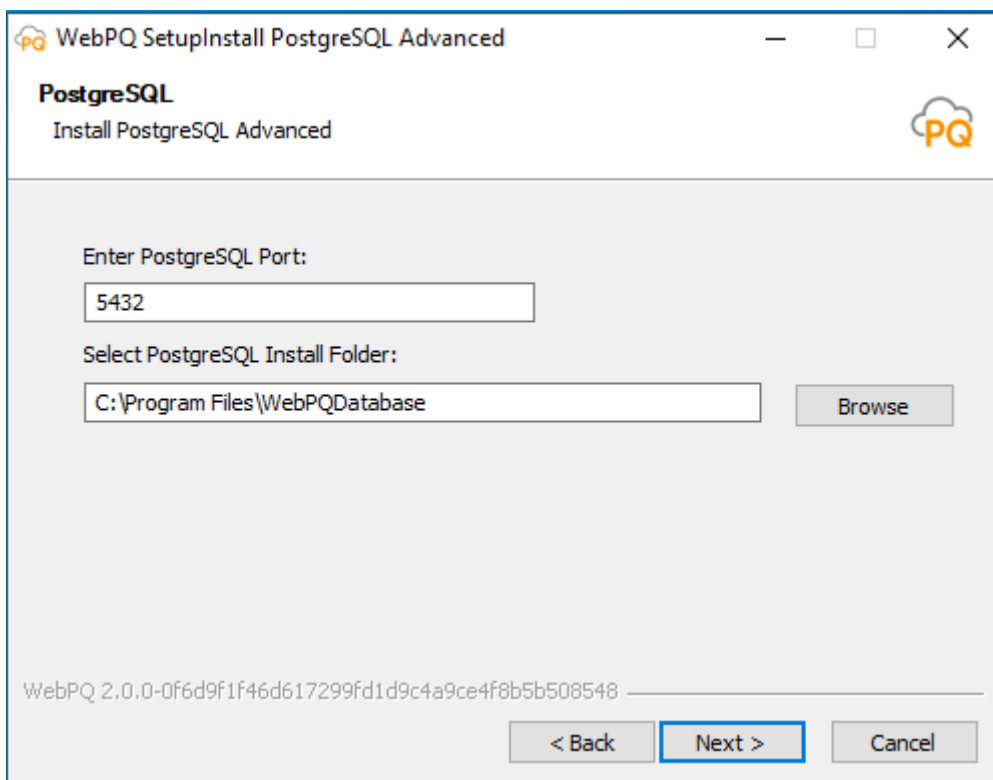 PQ WebPQ SetupInstall PostgreSQL Advanced
PostgreSQL
Install PostgreSQL Advanced
PQ
Enter PostgreSQL Port:
5432
Select PostgreSQL Install Folder:
C:\Program Files\WebPQDatabase
Browse
WebPQ 2.0.0-0f6d9f1f46d617299fd1d9c4a9ce4f8b5b508548
< Back Next > Cancel